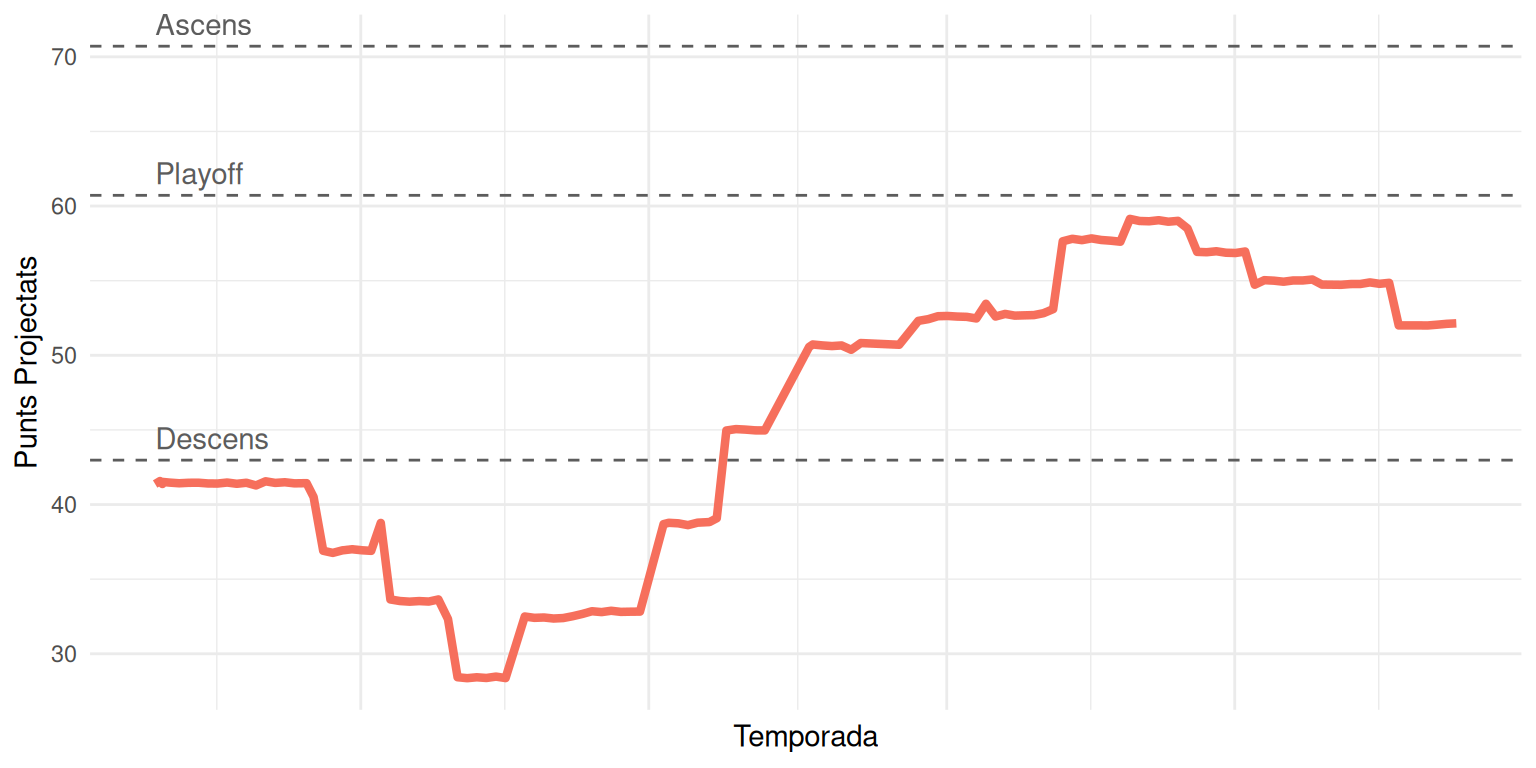 Ascens
70
Playoff
60
50
Descens
40
30
Punts Projectats
Temporada